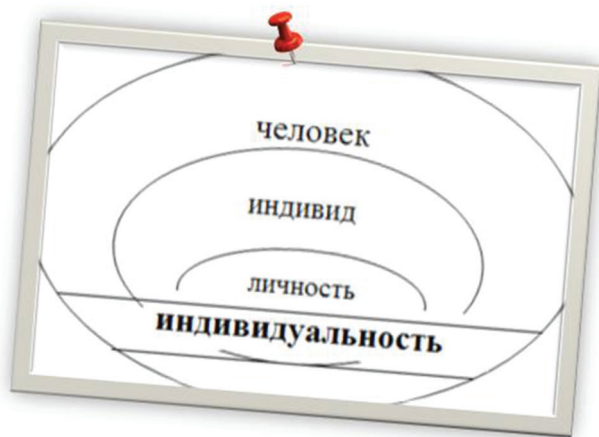 человек
индивид
личность
индивидуальность